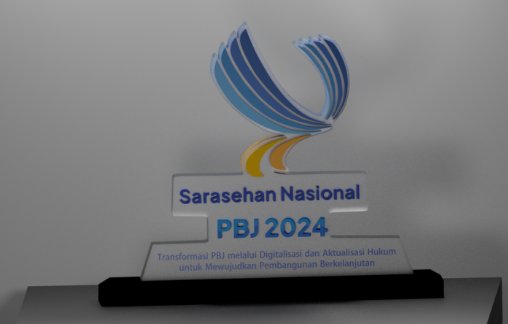 Sarasehan Nasional
PBJ 2024
Transformasi PBJ melalui Digitalisasi dan Aktualisasi Hukum
untuk Mewujudkan Pembangunan Berkelanjutan